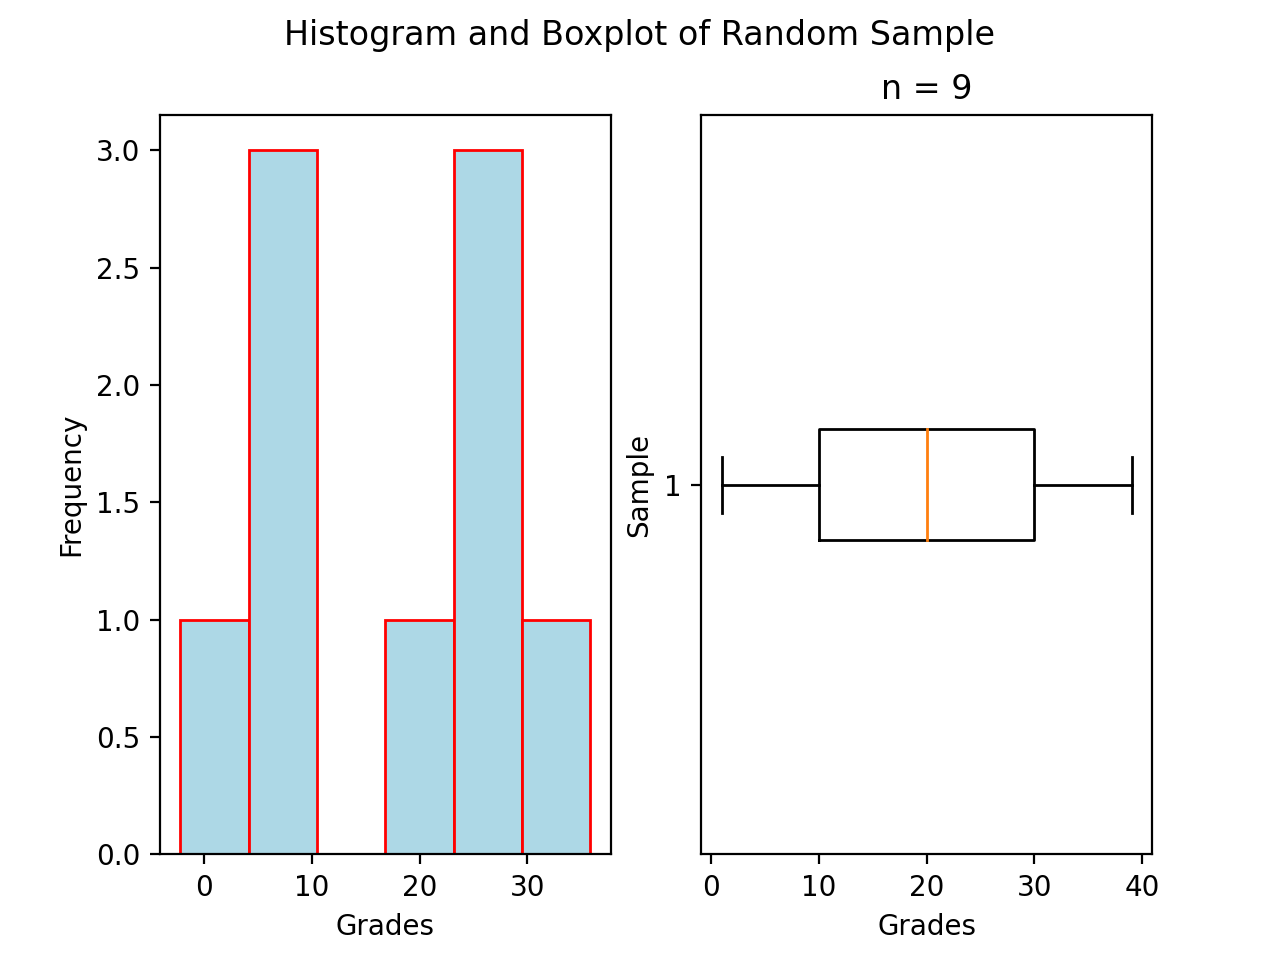 Histogram and Boxplot of Random Sample
n = 9
3.0
2.5
2.0
1.5
1.0
0.5
0.0
Frequency
0 10 20 30
Grades
Sample
1
0 10 20 30 40
Grades